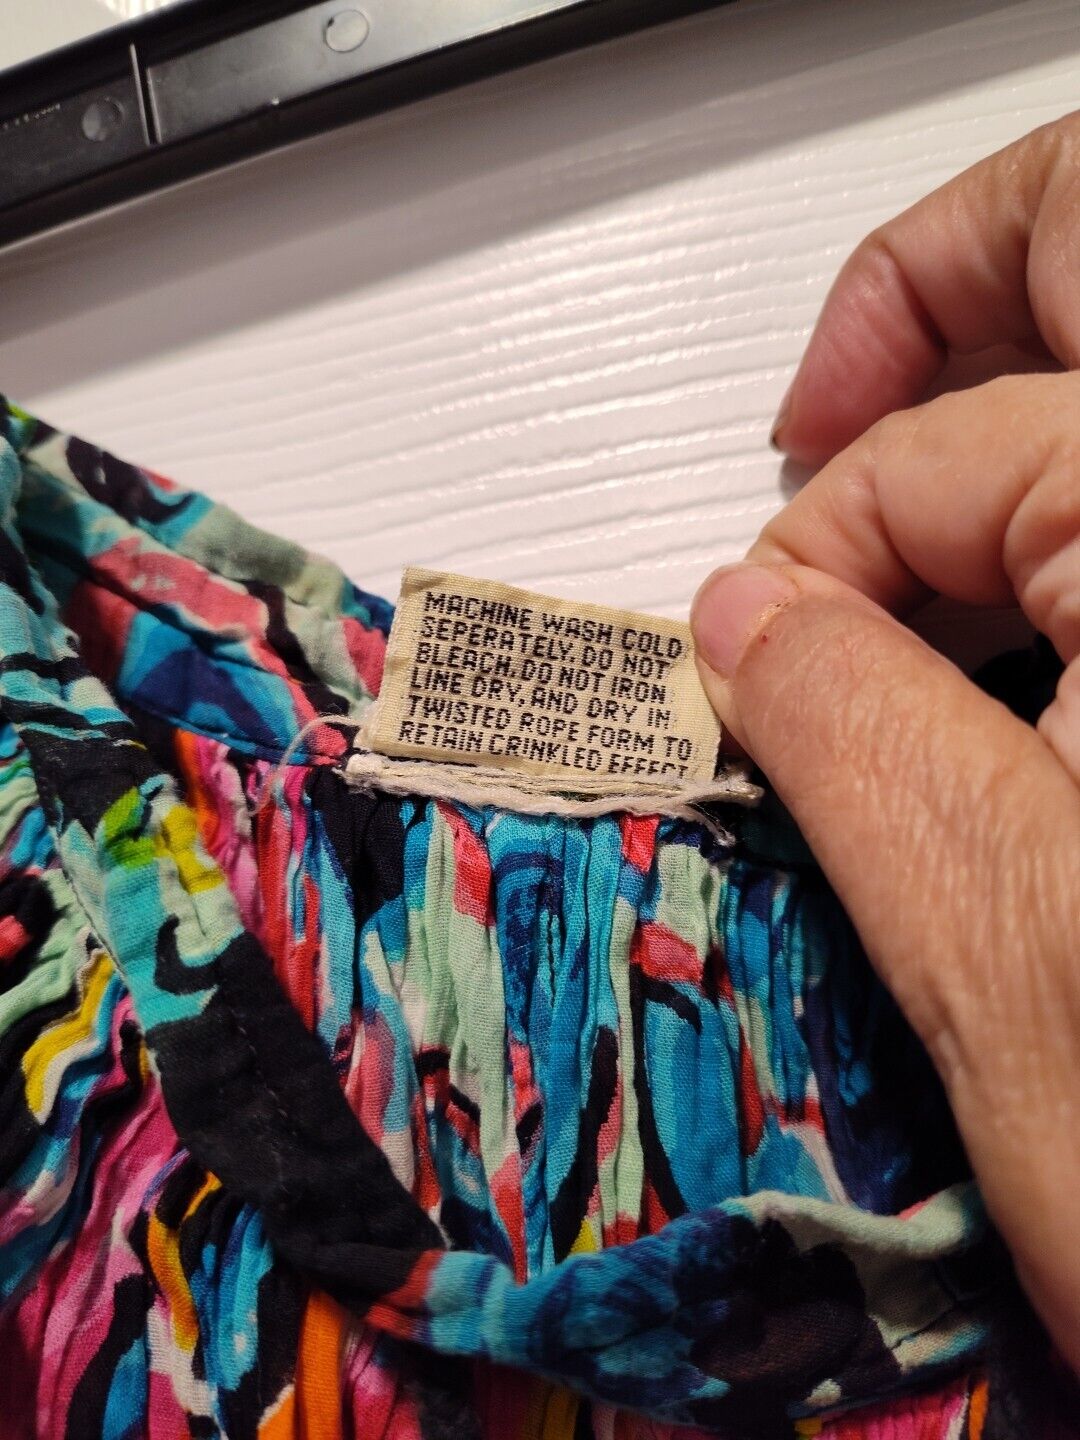 MACHINE WASH COLD
SEPERATELY. DO NOT
BLEACH. DO NOT IRON.
LINE DRY, AND DRY IN
TWISTED ROPE FORM TO
RETAIN CRINKLED EFFECT